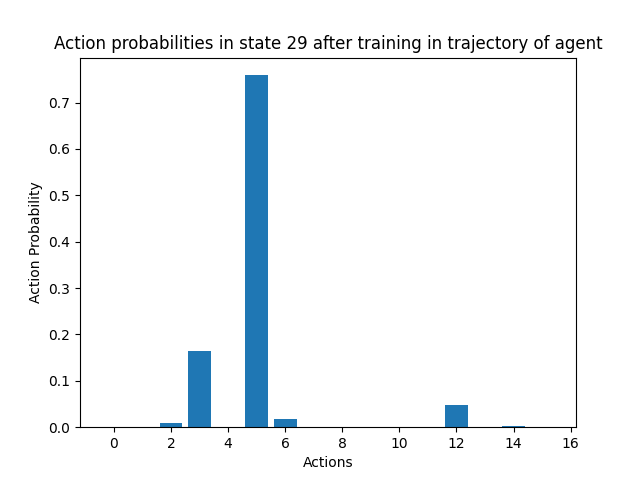 Action probabilities in state 29 after training in trajectory of agent
Action Probability
0.7
0.6
0.5
0.4
0.3
0.2
0.1
0.0
0 2 4 6 8 10 12 14 16
Actions